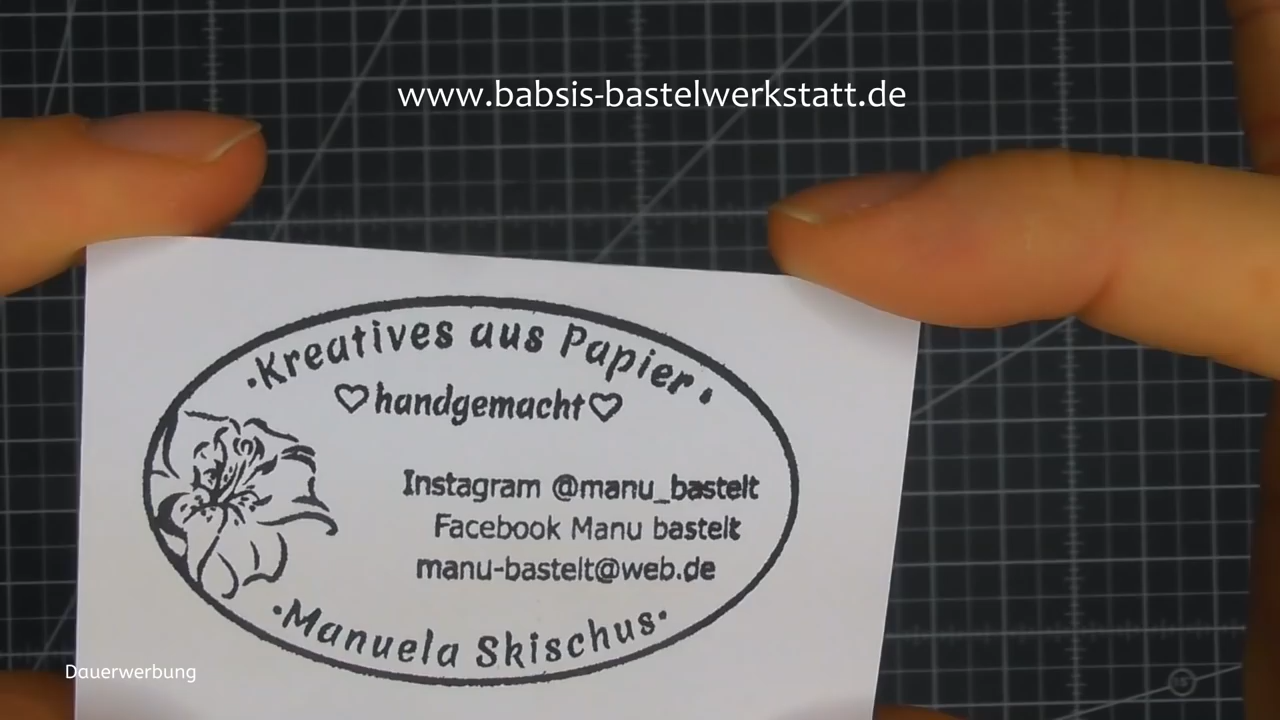 www.babsis-bastelwerkstatt.de
•Kreatives aus Papier•
♡handgemacht♡
Instagram @manu_bastelt
Facebook Manu bastelt
manu-bastelt@web.de
•Manuela Skischus•
Dauerwerbung